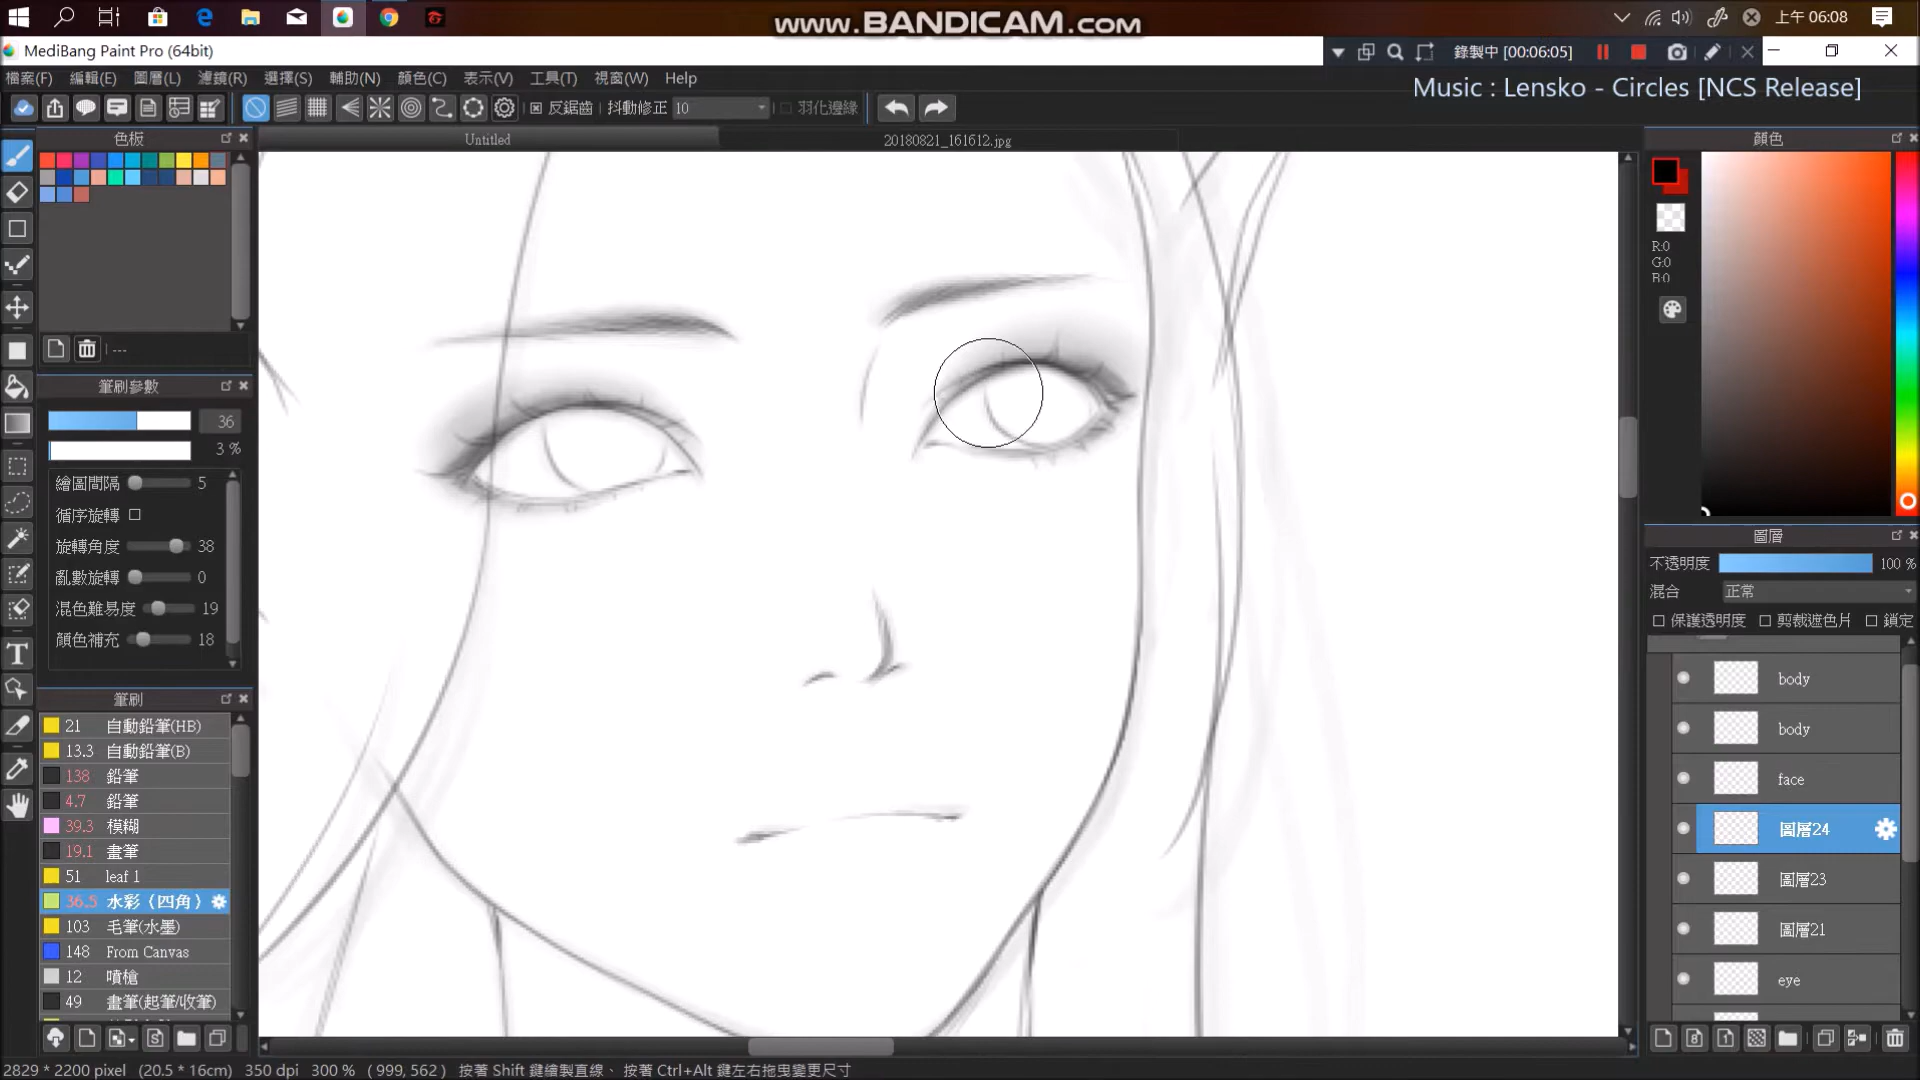 www.BANDICAM.com
上午 06:08
MediBang Paint Pro (64bit)
錄製中 [00:06:05]
檔案(F) 編輯(E) 圖層(L) 濾鏡(R) 選擇(S) 輔助(N) 顏色(C) 表示(V) 工具(T) 視窗(W) Help
Music : Lensko - Circles [NCS Release]
反鋸齒 抖動修正 10 羽化邊緣
色板
Untitled
20180821_161612.jpg
顏色
R:0
G:0
B:0
---
筆刷參數
36
3 %
繪圖間隔 5
循序旋轉
旋轉角度 38
亂數旋轉 0
混色難易度 19
顏色補充 18
筆刷
21 自動鉛筆(HB)
13.3 自動鉛筆(B)
138 鉛筆
4.7 鉛筆
39.3 模糊
19.1 畫筆
51 leaf 1
36.5 水彩（四角）
103 毛筆(水墨)
148 From Canvas
12 噴槍
49 畫筆(起筆/收筆)
圖層
不透明度 100 %
混合 正常
保護透明度 剪裁遮色片 鎖定
body
body
face
圖層24
圖層23
圖層21
eye
2829 * 2200 pixel (20.5 * 16cm) 350 dpi 300 % ( 999, 562 ) 按著 Shift 鍵繪製直線、 按著 Ctrl+Alt 鍵左右拖曳變更尺寸